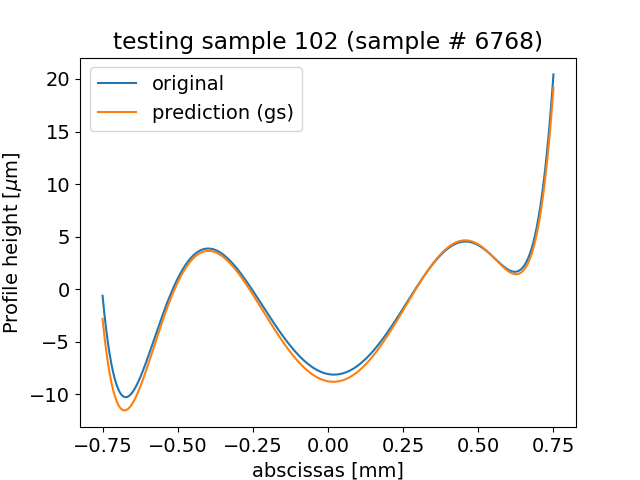 testing sample 102 (sample # 6768)
original
prediction (gs)
Profile height [μm]
20
15
10
5
0
−5
−10
−0.75 −0.50 −0.25 0.00 0.25 0.50 0.75
abscissas [mm]